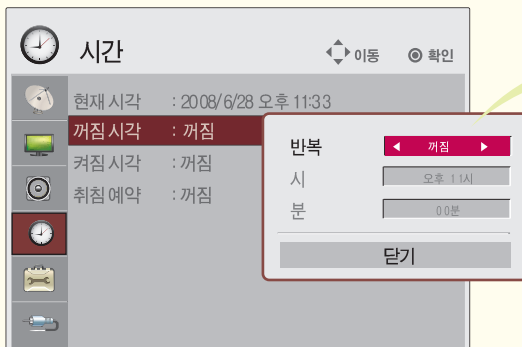 시간 이동 확인
현재 시각 : 2008/6/28 오후 11:33
꺼짐 시각 : 꺼짐
켜짐 시각 : 꺼짐
취침 예약 : 꺼짐
반복 ◀ 꺼짐 ▶
시 오후 11시
분 00분
닫기